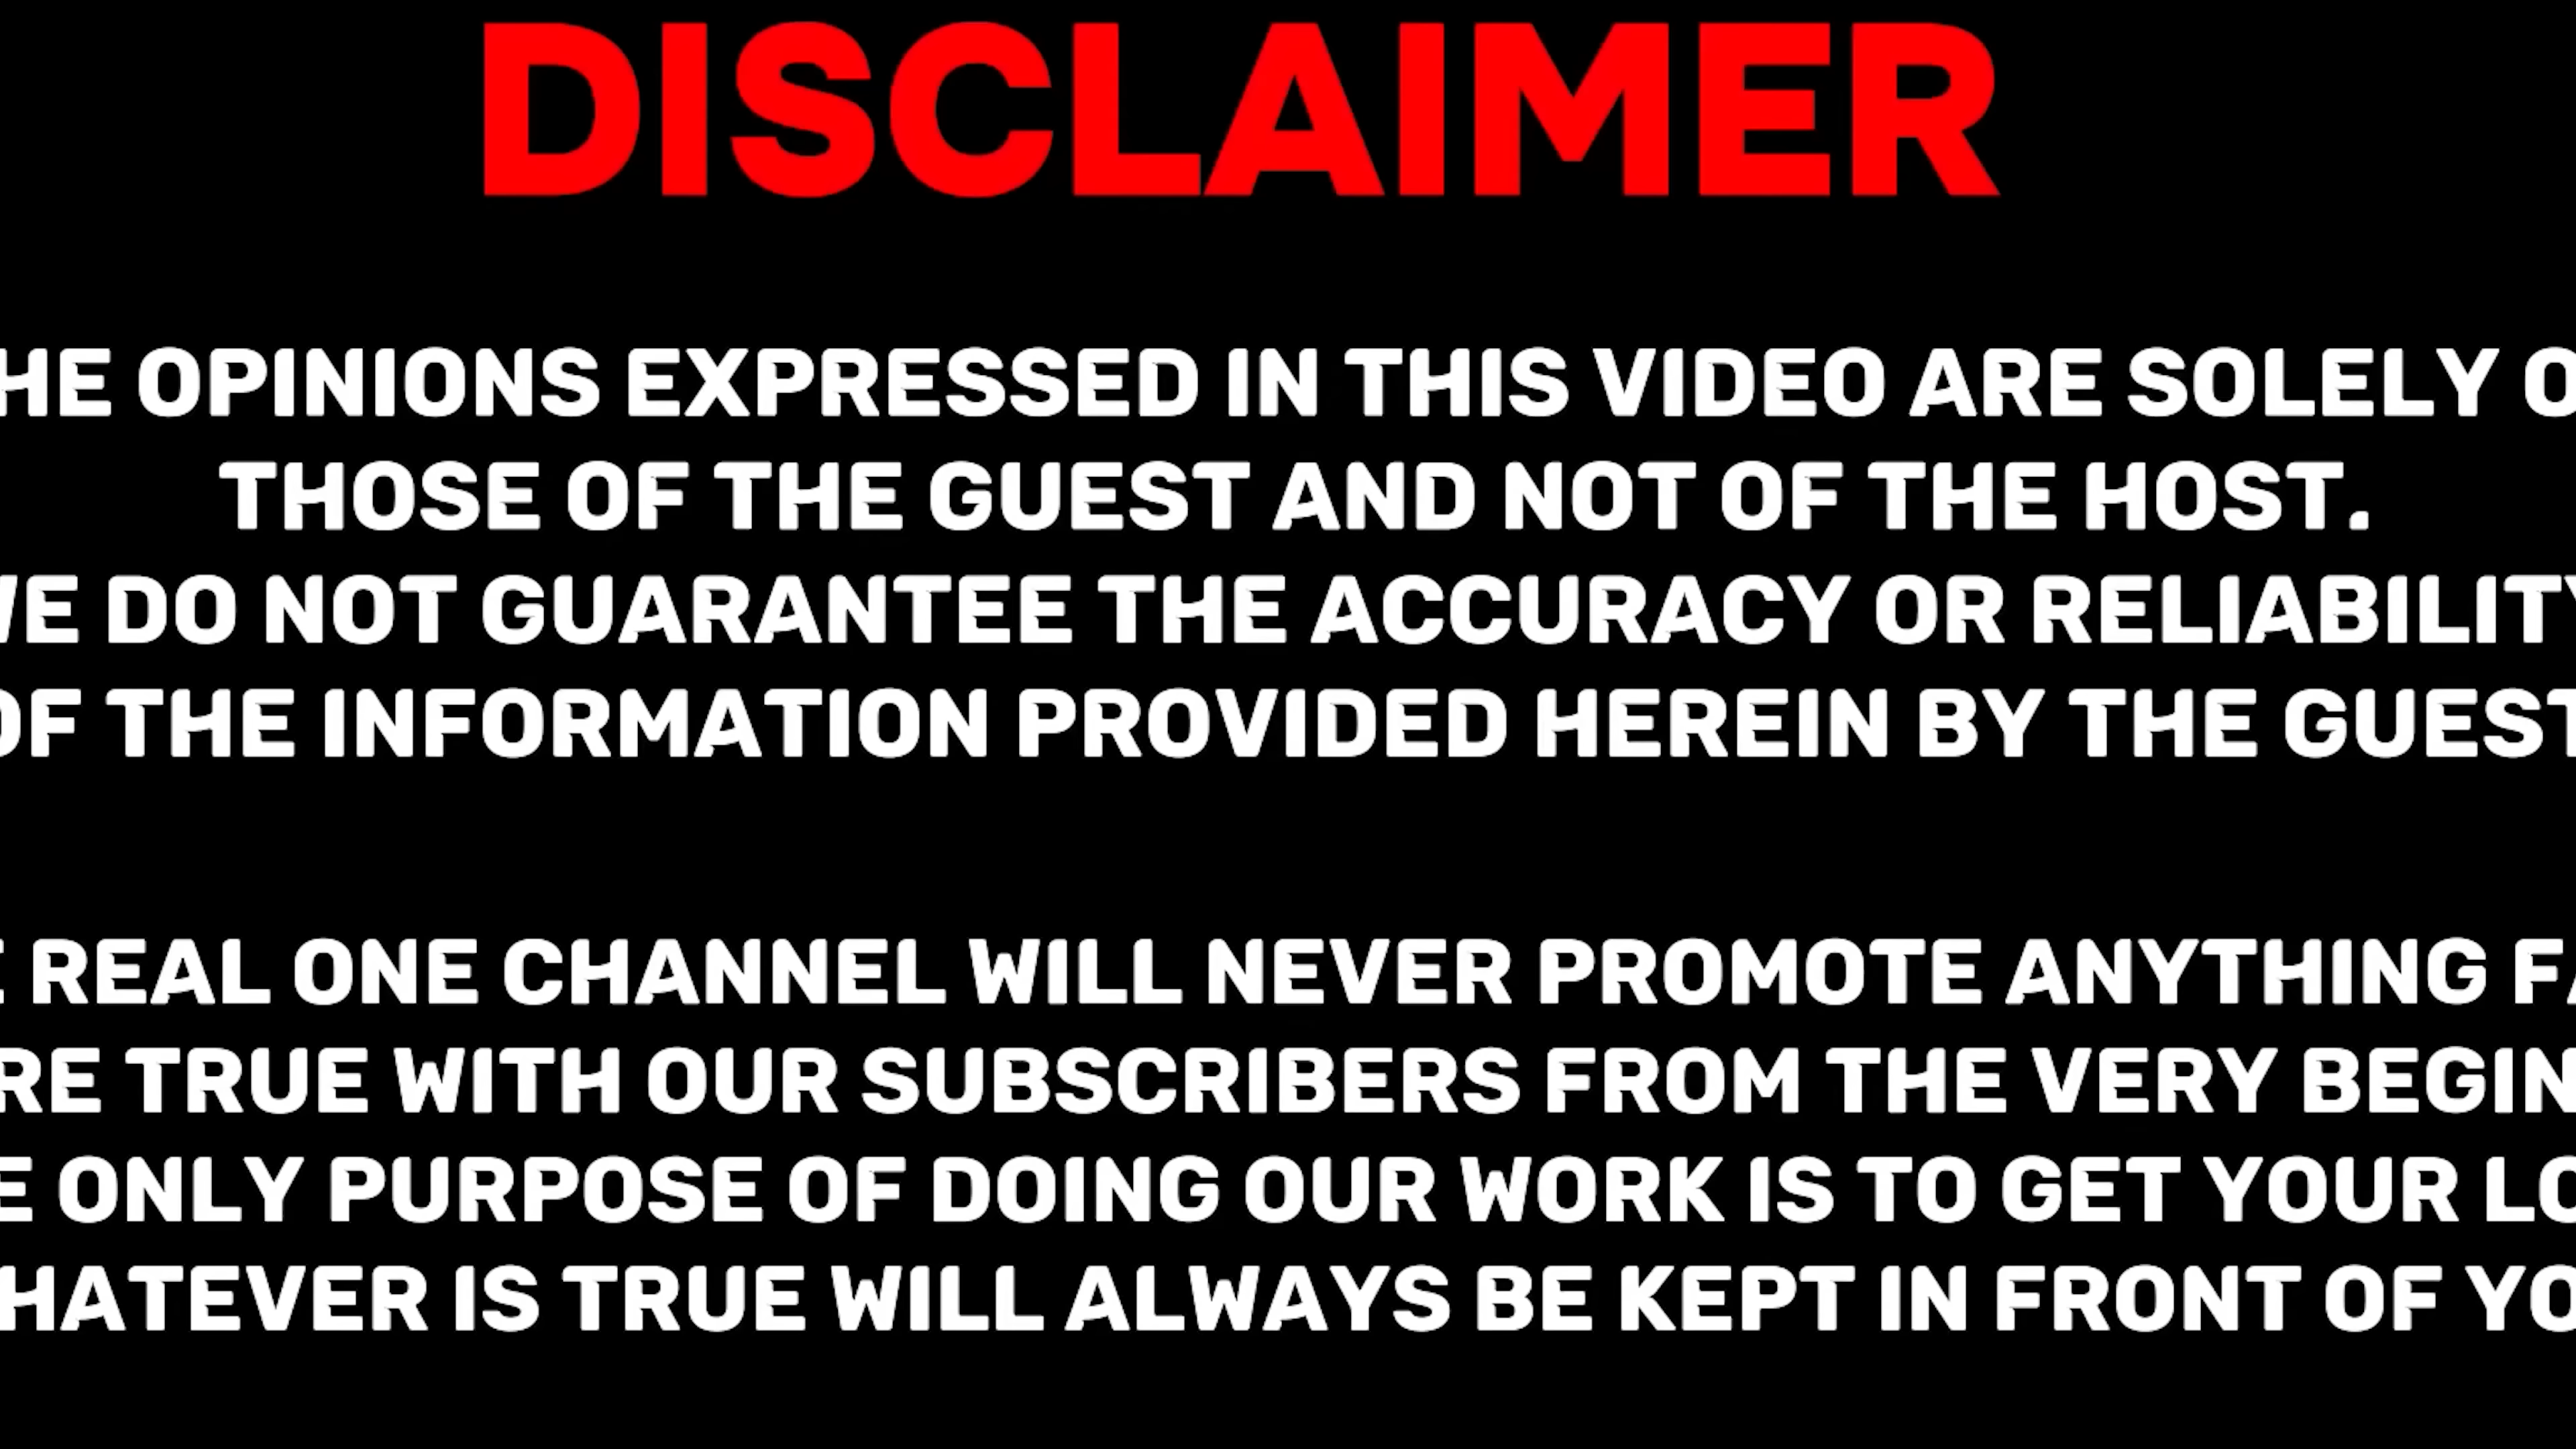 DISCLAIMER
HE OPINIONS EXPRESSED IN THIS VIDEO ARE SOLELY O
THOSE OF THE GUEST AND NOT OF THE HOST.
WE DO NOT GUARANTEE THE ACCURACY OR RELIABILITY
OF THE INFORMATION PROVIDED HEREIN BY THE GUEST
REAL ONE CHANNEL WILL NEVER PROMOTE ANYTHING
RE TRUE WITH OUR SUBSCRIBERS FROM THE VERY BEGIN
E ONLY PURPOSE OF DOING OUR WORK IS TO GET YOUR LO
HATEVER IS TRUE WILL ALWAYS BE KEPT IN FRONT OF YO